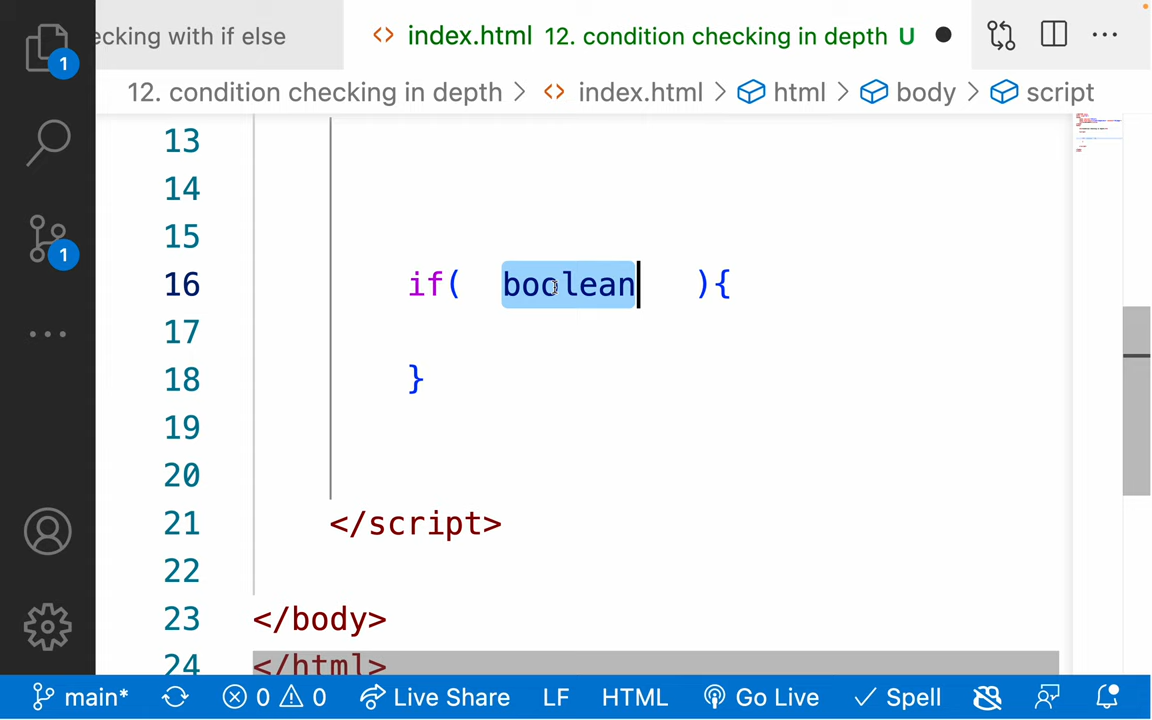 ecking with if else
<> index.html 12. condition checking in depth U
12. condition checking in depth > <> index.html > html > body > script
1
13
14
15
1
16 if( boolean ){
17
18 }
19
20
21 </script>
22
23 </body>
24 </html>
main* 0 0 Live Share LF HTML Go Live Spell